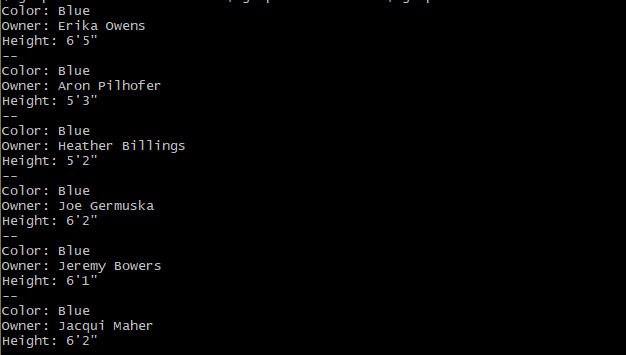 Color: Blue
Owner: Erika Owens
Height: 6'5"
--
Color: Blue
Owner: Aron Pilhofer
Height: 5'3"
--
Color: Blue
Owner: Heather Billings
Height: 5'2"
--
Color: Blue
Owner: Joe Germuska
Height: 6'2"
--
Color: Blue
Owner: Jeremy Bowers
Height: 6'1"
--
Color: Blue
Owner: Jacqui Maher
Height: 6'2"